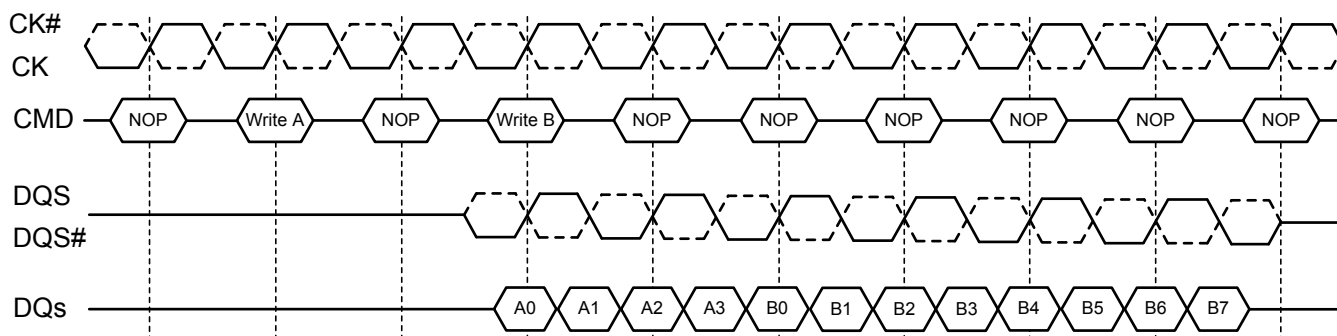 CK#
CK
CMD NOP Write A NOP Write B NOP NOP NOP NOP NOP NOP
DQS
DQS#
DQs A0 A1 A2 A3 B0 B1 B2 B3 B4 B5 B6 B7